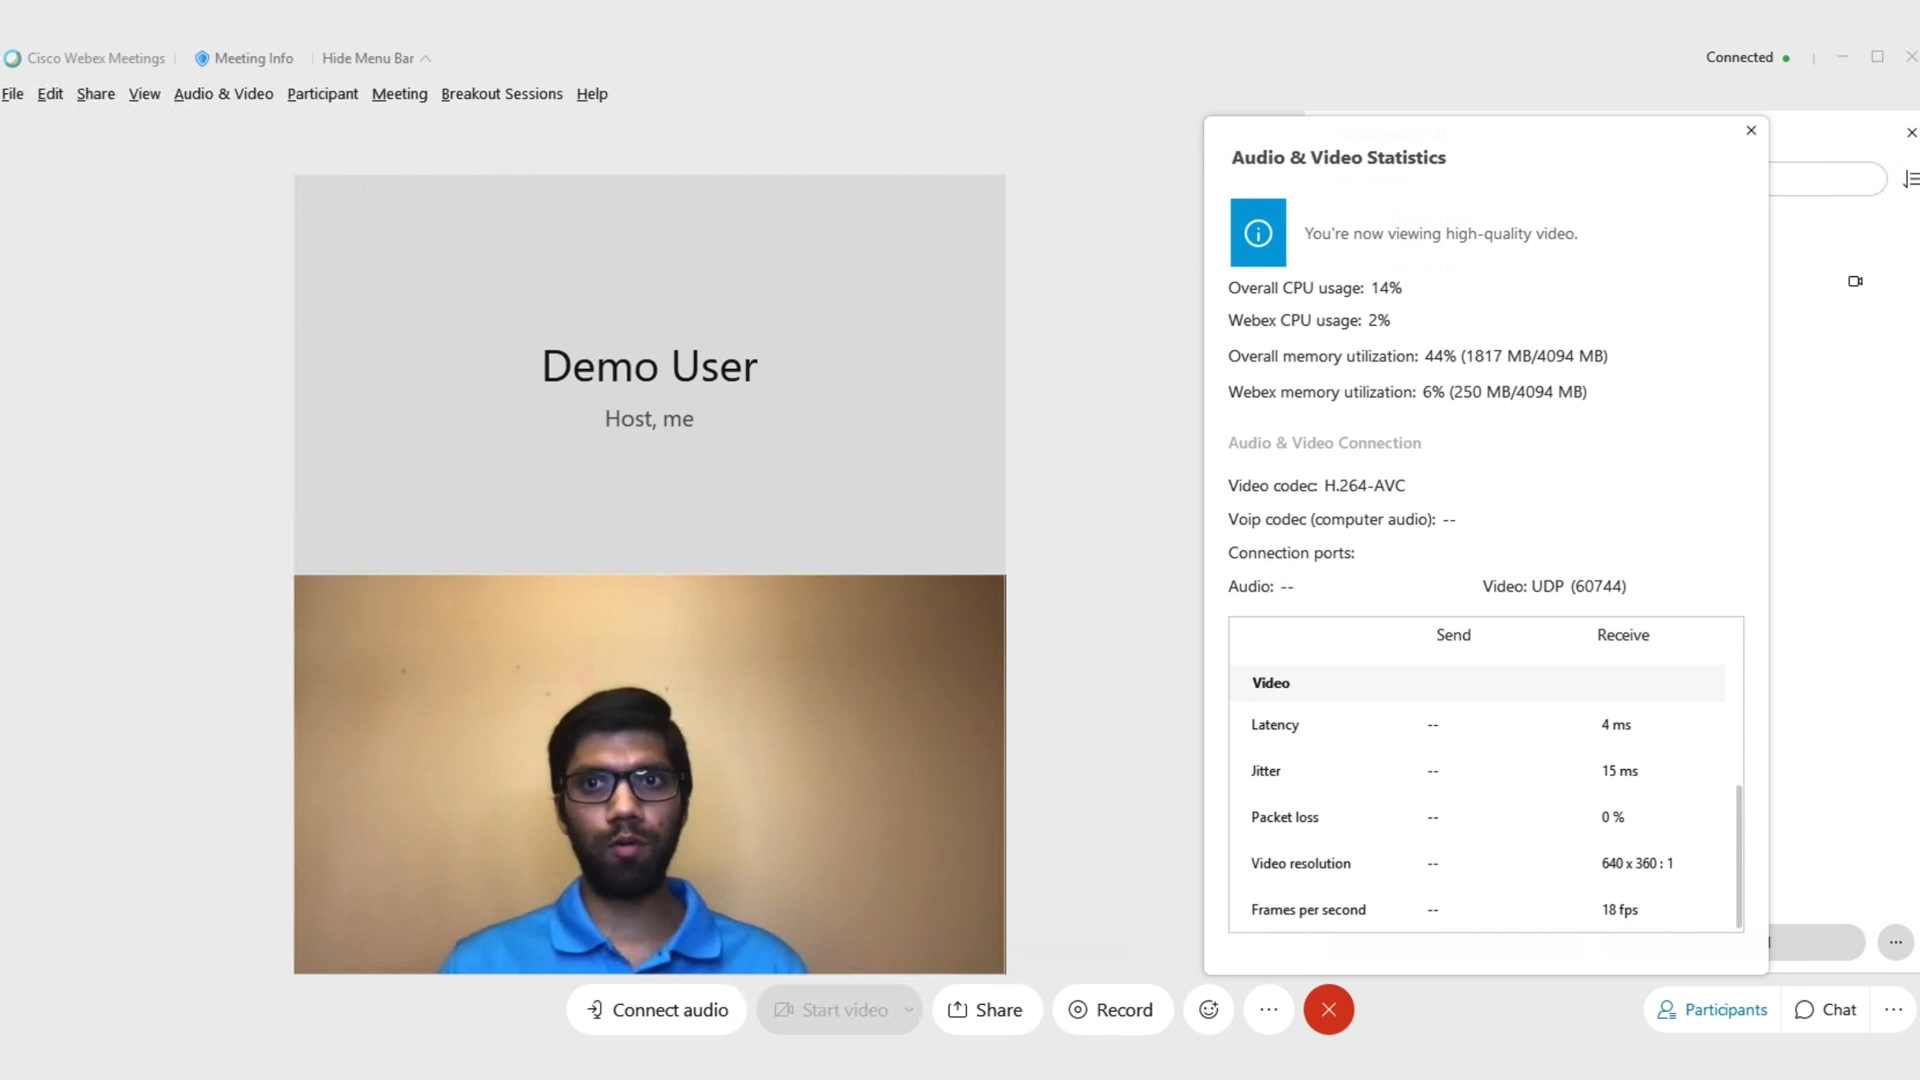 Cisco Webex Meetings
Meeting Info
Hide Menu Bar
Connected
File Edit Share View Audio & Video Participant Meeting Breakout Sessions Help
Demo User
Host, me
Audio & Video Statistics
You're now viewing high-quality video.
Overall CPU usage: 14%
Webex CPU usage: 2%
Overall memory utilization: 44% (1817 MB/4094 MB)
Webex memory utilization: 6% (250 MB/4094 MB)
Audio & Video Connection
Video codec: H.264-AVC
Voip codec (computer audio): --
Connection ports:
Audio: -- Video: UDP (60744)
Send Receive
Video
Latency -- 4 ms
Jitter -- 15 ms
Packet loss -- 0 %
Video resolution -- 640 x 360 : 1
Frames per second -- 18 fps
Connect audio
Start video
Share
Record
Participants
Chat